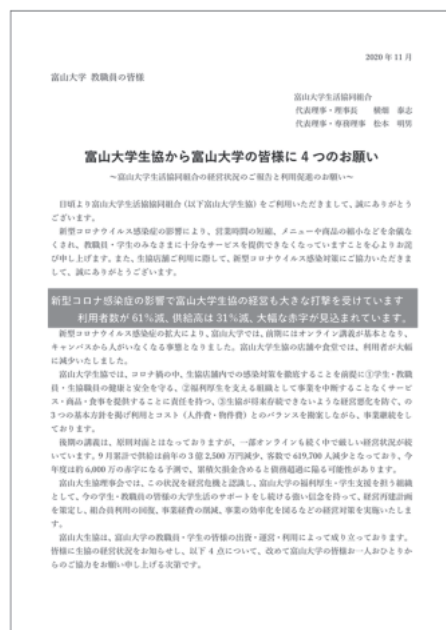 2020 年 11 月
富山大学 教職員の皆様
富山大学生活協同組合
代表理事・理事長 横畑 泰志
代表理事・専務理事 松本 明男
富山大学生協から富山大学の皆様に 4 つのお願い
～富山大学生活協同組合の経営状況のご報告と利用促進のお願い～
日頃より富山大学生活協同組合（以下富山大学生協）をご利用いただきまして、誠にありがとう
ございます。
新型コロナウイルス感染症の影響により、営業時間の短縮、メニューや商品の縮小などを余儀な
くされ、教職員・学生のみなさまに十分なサービスを提供できなくなっていますことを心よりお詫
び申し上げます。また、生協店舗ご利用に際して、新型コロナウイルス感染対策にご協力いただきま
して、誠にありがとうございます。
新型コロナ感染症の影響で富山大学生協の経営も大きな打撃を受けています
利用者数が 61％減、供給高は 31％減、大幅な赤字が見込まれています。
新型コロナウイルス感染症の拡大により、富山大学では、前期にはオンライン講義が基本となり、
キャンパスから人がいなくなる事態となりました。富山大学生協の店舗や食堂では、利用者が大幅
に減少いたしました。
富山大学生協では、コロナ禍の中、生協店舗内での感染対策を徹底することを前提に①学生・教職
員・生協職員の健康と安全を守る、②福利厚生を支える組織として事業を中断することなくサービ
ス・商品・食事を提供することに責任を持つ、③生協が将来存続できないような経営悪化を防ぐ、の
3 つの基本方針を掲げ利用とコスト（人件費・物件費）とのバランスを勘案しながら、事業継続をし
ております。
後期の講義は、原則対面とはなっておりますが、一部オンラインも続く中で厳しい経営状況が続
いています。9 月累計で供給は前年の 3 億 2,500 万円減少、客数で 619,700 人減少となっており、今
年度は約 6,000 万の赤字になる予測で、累積欠損金含めると債務超過に陥る可能性があります。
富山大生協理事会では、この状況を経営危機と認識し、富山大学の福利厚生・学生支援を担う組織
として、今の学生・教職員の皆様の大学生活のサポートをし続ける強い信念を持って、経営再建計画
を策定し、組合員利用の回復、事業経費の削減、事業の効率化を図るなどの経営対策を実施いたしま
す。
富山大生協は、富山大学の教職員・学生の皆様の出資・運営・利用によって成り立っております。
皆様に生協の経営状況をお知らせし、以下 4 点について、改めて富山大学の皆様お一人おひとりか
らのご協力をお願い申し上げる次第です。